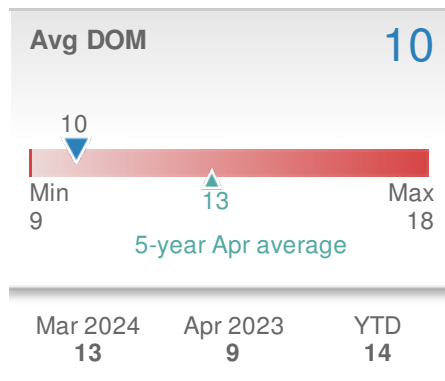 Avg DOM 10
10
Min 13 Max
9 18
5-year Apr average
Mar 2024 Apr 2023 YTD
13 9 14